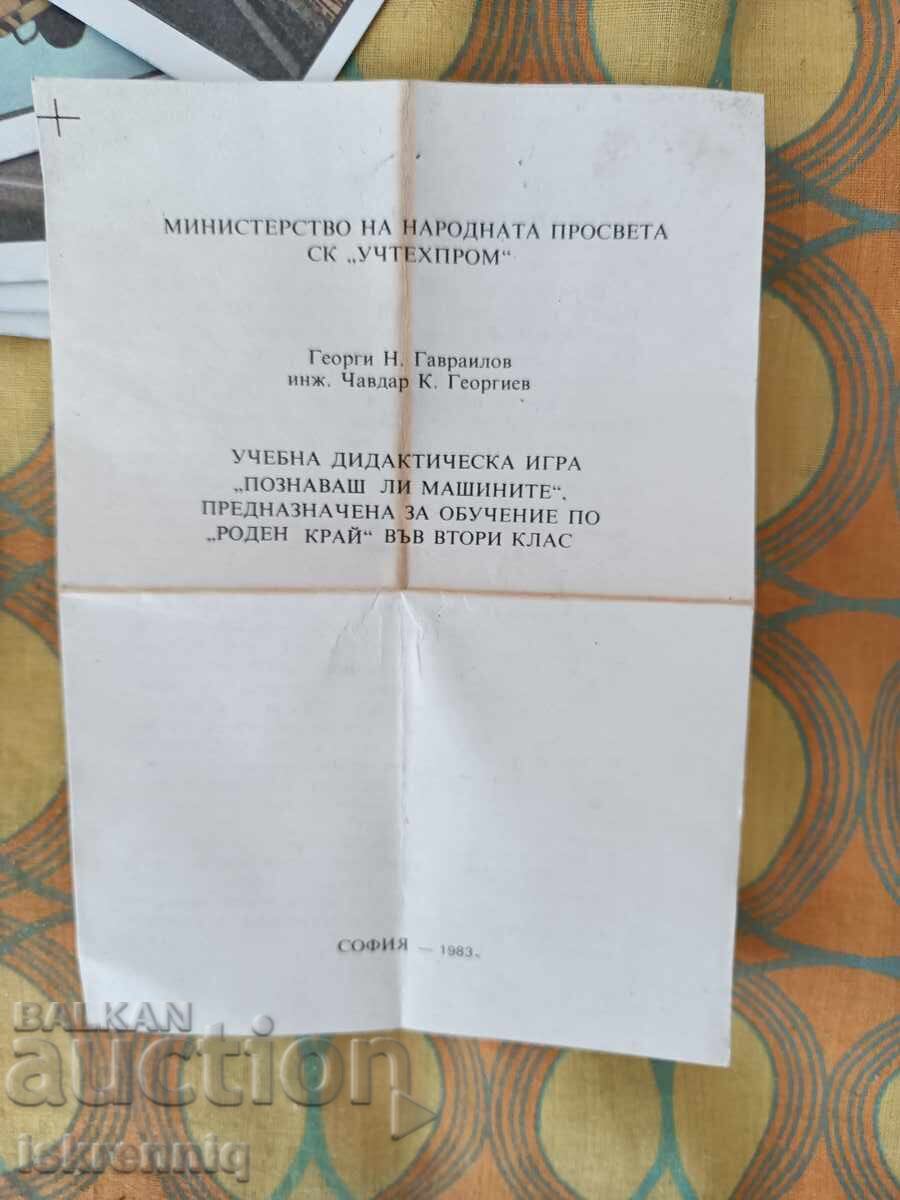 МИНИСТЕРСТВО НА НАРОДНАТА ПРОСВЕТА
СК „УЧТЕХПРОМ“
Георги Н. Гавраилов
инж. Чавдар К. Георгиев
УЧЕБНА ДИДАКТИЧЕСКА ИГРА
„ПОЗНАВАШ ЛИ МАШИНИТЕ“,
ПРЕДНАЗНАЧЕНА ЗА ОБУЧЕНИЕ ПО
„РОДЕН КРАЙ“ ВЪВ ВТОРИ КЛАС
СОФИЯ — 1983.
BALKAN
auction
iskrennig